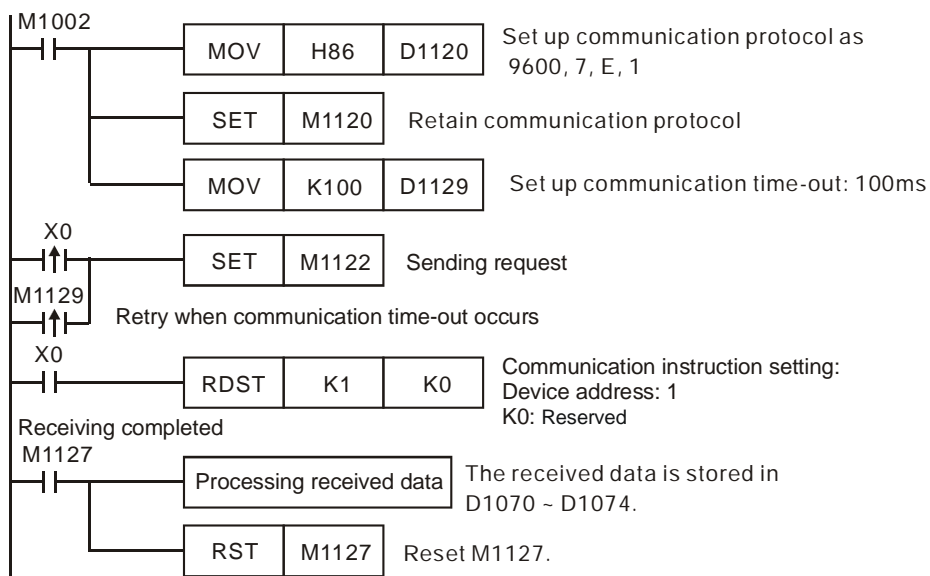 M1002
MOV H86 D1120 Set up communication protocol as
9600, 7, E, 1
SET M1120 Retain communication protocol
MOV K100 D1129 Set up communication time-out: 100ms
X0
SET M1122 Sending request
M1129
Retry when communication time-out occurs
X0
RDST K1 K0 Communication instruction setting:
Device address: 1
K0: Reserved
Receiving completed
M1127
Processing received data The received data is stored in
D1070 ~ D1074.
RST M1127 Reset M1127.